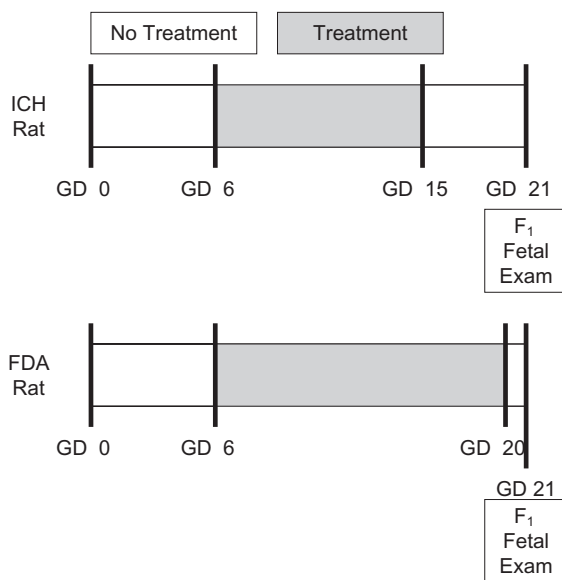 No Treatment
Treatment
ICH
Rat
GD 0
GD 6
GD 15
GD 21
F₁
Fetal
Exam
FDA
Rat
GD 0
GD 6
GD 20
GD 21
F₁
Fetal
Exam